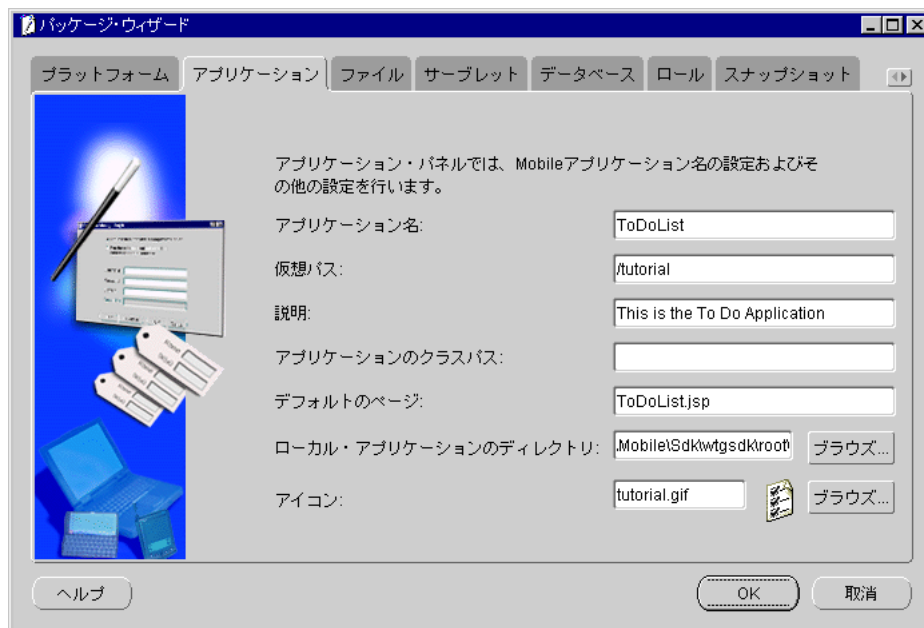 パッケージ・ウィザード
プラットフォーム アプリケーション ファイル サーブレット データベース ロール スナップショット
アプリケーション・パネルでは、Mobileアプリケーション名の設定およびそ
の他の設定を行います。
アプリケーション名: ToDoList
仮想パス: /tutorial
説明: This is the To Do Application
アプリケーションのクラスパス:
デフォルトのページ: ToDoList.jsp
ローカル・アプリケーションのディレクトリ: .Mobile\Sdk\wtgsdk\root\ ブラウズ...
アイコン: tutorial.gif ブラウズ...
ヘルプ OK 取消